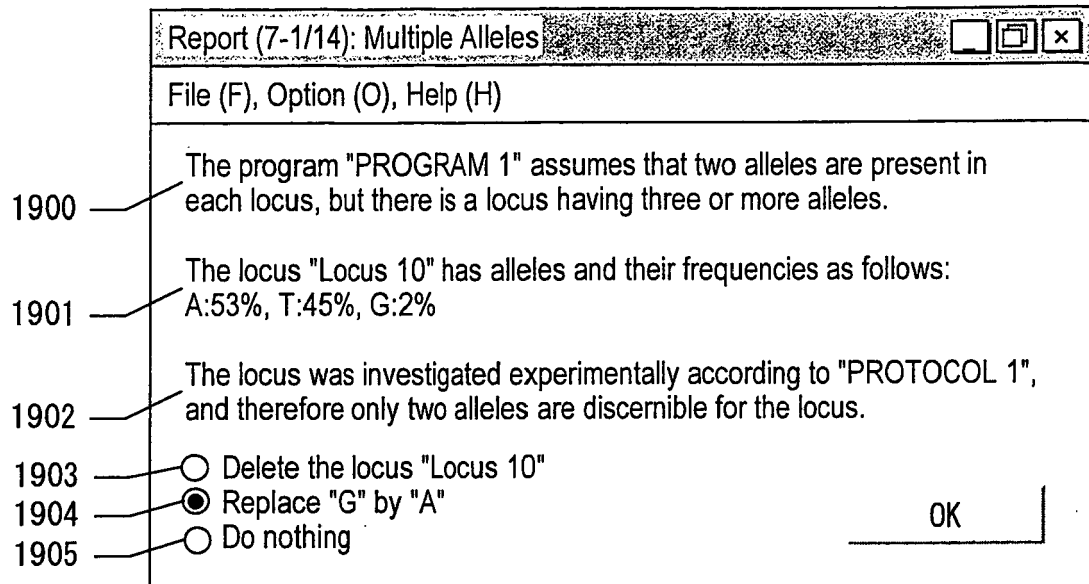 Report (7-1/14): Multiple Alleles
File (F), Option (O), Help (H)
The program "PROGRAM 1" assumes that two alleles are present in
1900 each locus, but there is a locus having three or more alleles.
The locus "Locus 10" has alleles and their frequencies as follows:
1901 A:53%, T:45%, G:2%
The locus was investigated experimentally according to "PROTOCOL 1",
1902 and therefore only two alleles are discernible for the locus.
1903 Delete the locus "Locus 10"
1904 Replace "G" by "A"
OK
1905 Do nothing